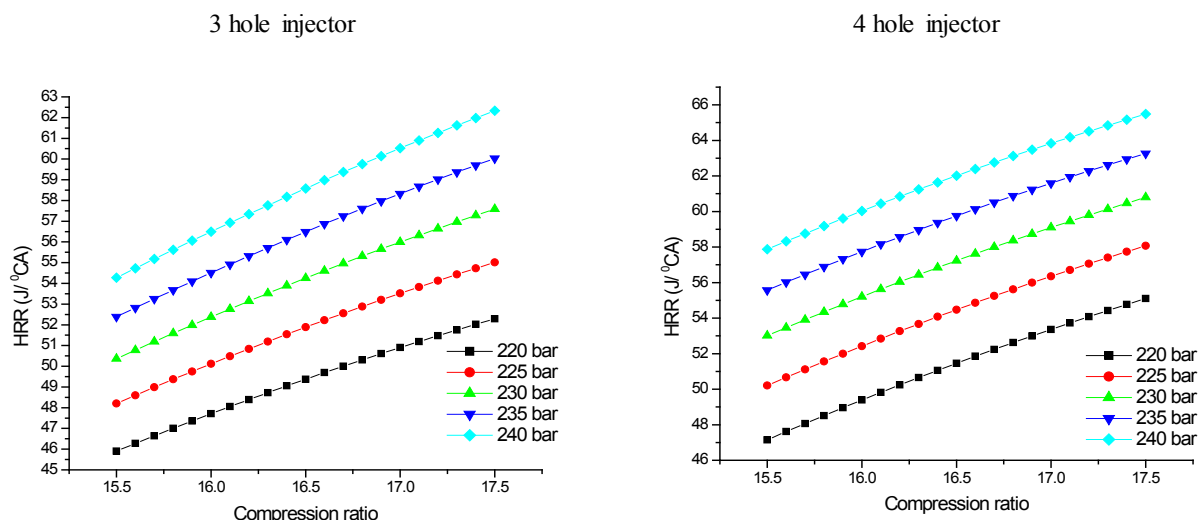 3 hole injector
63
62
61
60
59
58
57
56
55
54
53
52
51
50
49
48
47
46
45
HRR (J/ ⁰CA)
220 bar
225 bar
230 bar
235 bar
240 bar
15.5 16.0 16.5 17.0 17.5
Compression ratio
4 hole injector
66
64
62
60
58
56
54
52
50
48
46
HRR (J/ ⁰CA)
220 bar
225 bar
230 bar
235 bar
240 bar
15.5 16.0 16.5 17.0 17.5
Compression ratio